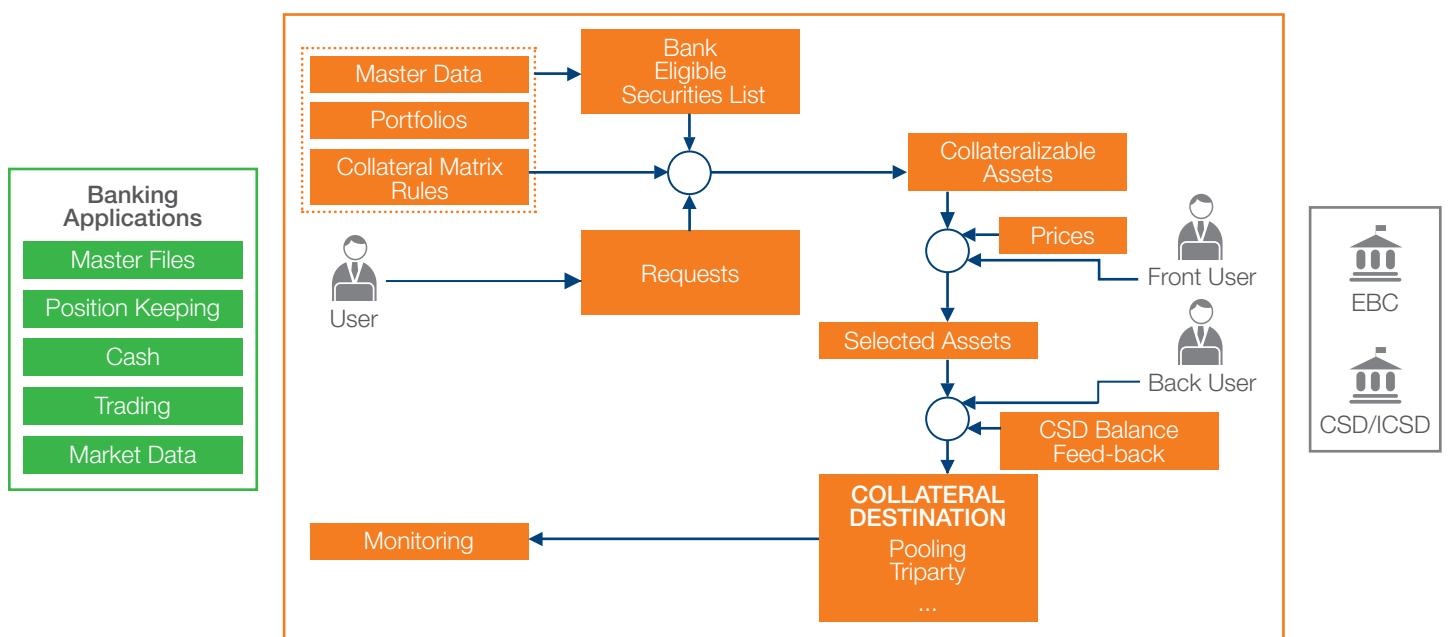 Banking
Applications
Master Files
Position Keeping
Cash
Trading
Market Data
Master Data
Portfolios
Collateral Matrix
Rules
Bank
Eligible
Securities List
User
Requests
Collateralizable
Assets
Prices
Front User
Selected Assets
Back User
CSD Balance
Feed-back
COLLATERAL
DESTINATION
Pooling
Triparty
...
Monitoring
EBC
CSD/ICSD